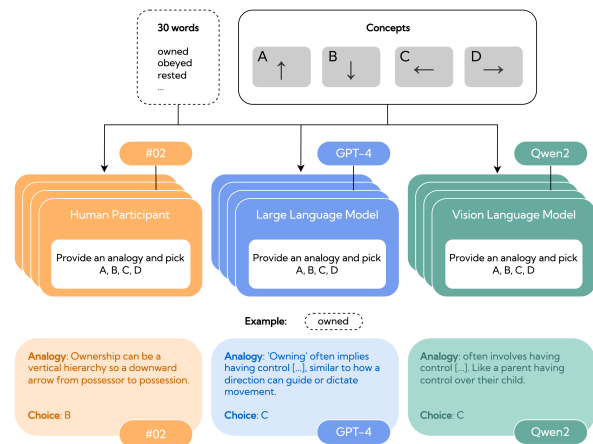 30 words
owned
obeyed
rested
...
Concepts
A ↑
B ↓
C ←
D →
#02
GPT-4
Qwen2
Human Participant
Large Language Model
Vision Language Model
Provide an analogy and pick
A, B, C, D
Provide an analogy and pick
A, B, C, D
Provide an analogy and pick
A, B, C, D
Example: owned
Analogy: Ownership can be a
vertical hierarchy so a downward
arrow from possessor to possession.
Choice: B
#02
Analogy: 'Owning' often implies
having control [...], similar to how a
direction can guide or dictate
movement.
Choice: C
GPT-4
Analogy: often involves having
control [...]. Like a parent having
control over their child.
Choice: C
Qwen2